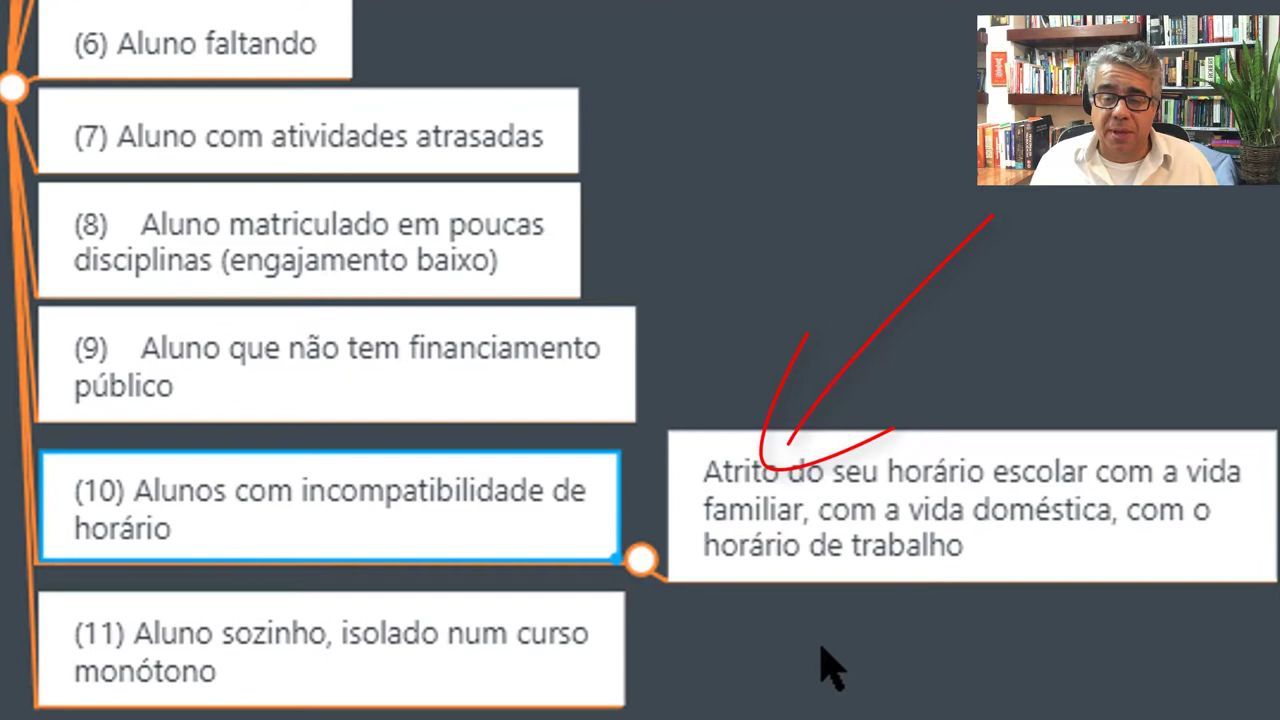 (6) Aluno faltando
(7) Aluno com atividades atrasadas
(8) Aluno matriculado em poucas
disciplinas (engajamento baixo)
(9) Aluno que não tem financiamento
público
(10) Alunos com incompatibilidade de
horário
Atrito do seu horário escolar com a vida
familiar, com a vida doméstica, com o
horário de trabalho
(11) Aluno sozinho, isolado num curso
monótono